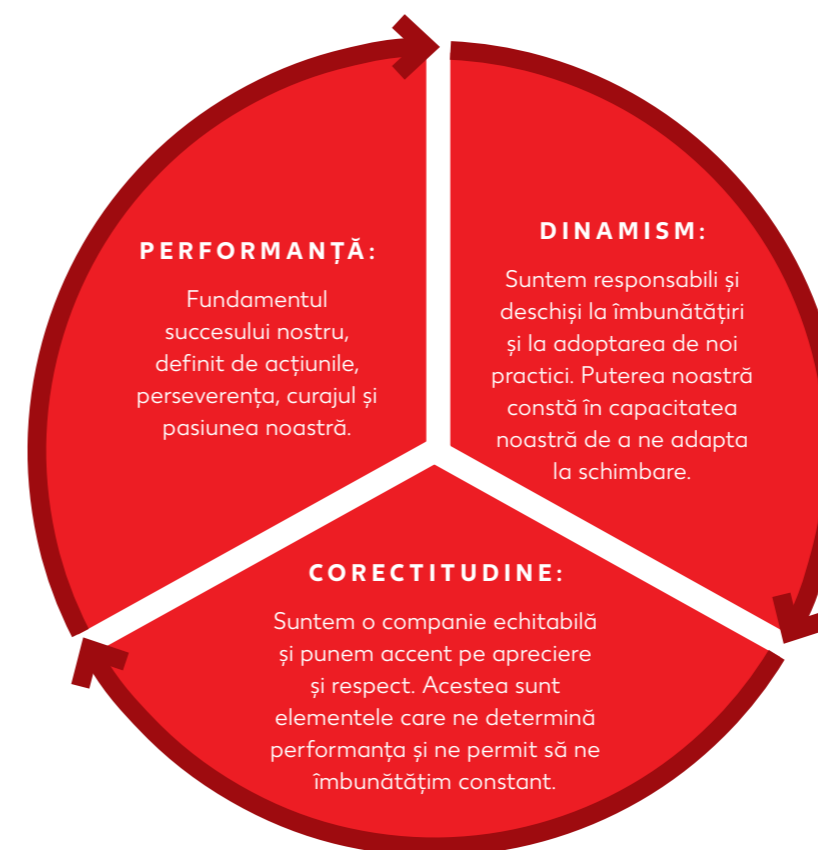 PERFORMANȚĂ:
Fundamentul
succesului nostru,
definit de acțiunile,
perseverența, curajul și
pasiunea noastră.
DINAMISM:
Suntem responsabili și
deschiși la îmbunătățiri
și la adoptarea de noi
practici. Puterea noastră
constă în capacitatea
noastră de a ne adapta
la schimbare.
CORECTITUDINE:
Suntem o companie echitabilă
și punem accent pe apreciere
și respect. Acestea sunt
elementele care ne determină
performanța și ne permit să ne
îmbunătățim constant.